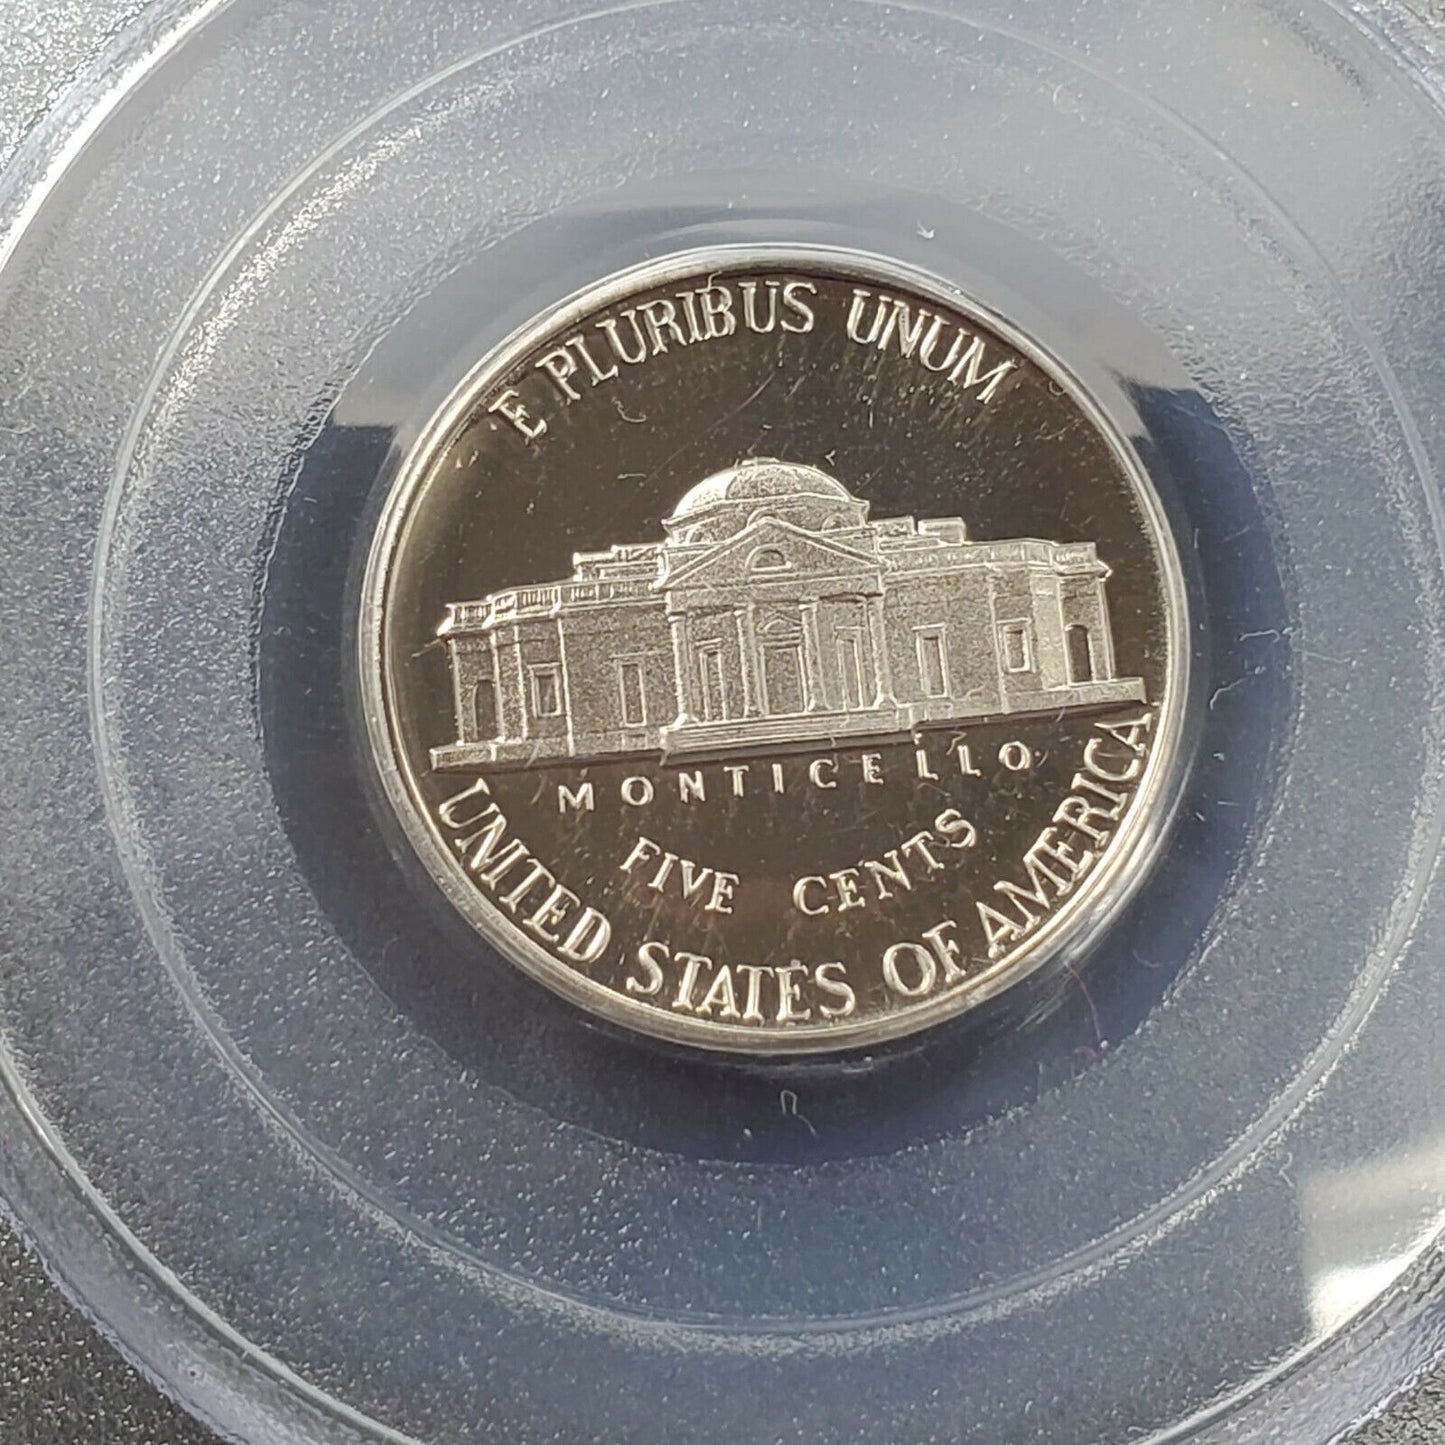 E PLURIBUS UNUM
MONTICELLO
FIVE CENTS
UNITED STATES OF AMERICA